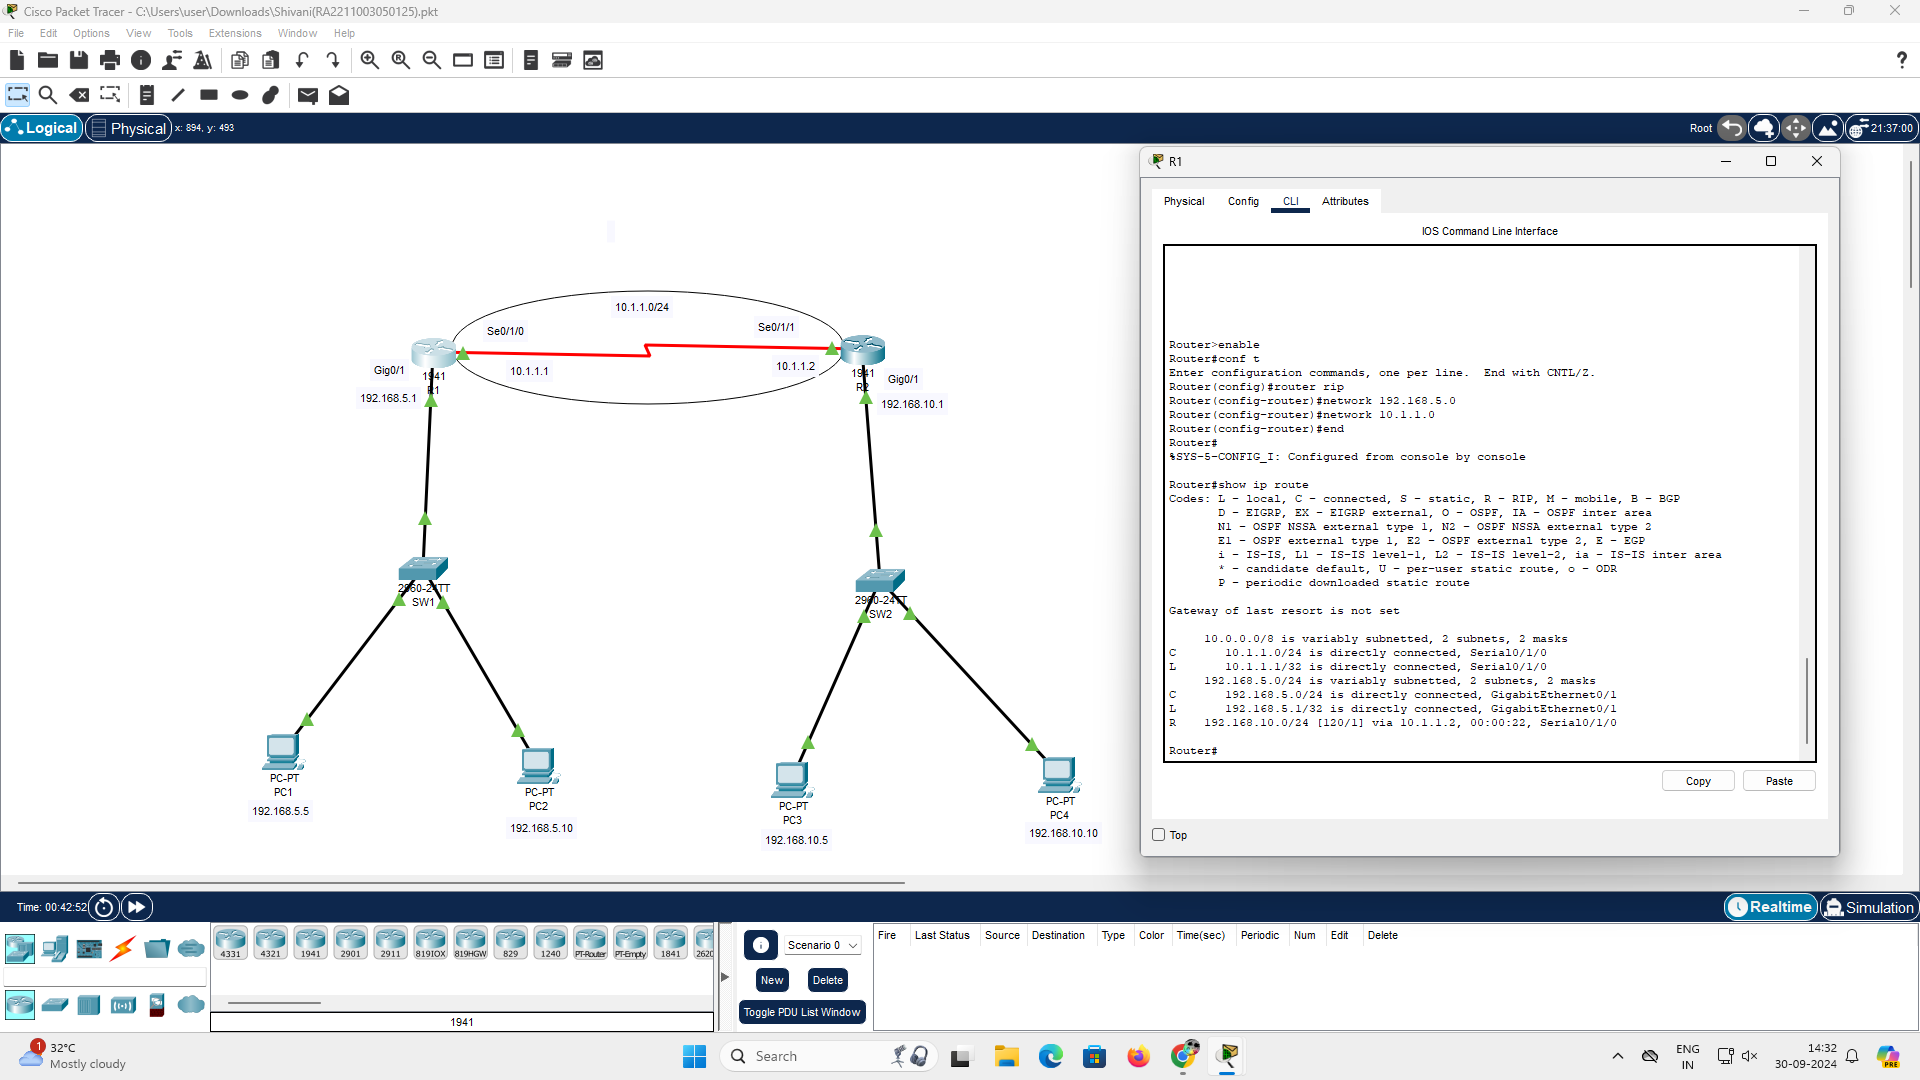 Cisco Packet Tracer - C:\Users\user\Downloads\Shivani(RA2211003050125).pkt
File Edit Options View Tools Extensions Window Help
Logical Physical x: 894, y: 493
Root 21:37:00
10.1.1.0/24
Se0/1/0
Se0/1/1
10.1.1.1
10.1.1.2
Gig0/1
1941
R1
192.168.5.1
1941
R2
Gig0/1
192.168.10.1
2960-24TT
SW1
2960-24TT
SW2
PC-PT
PC1
192.168.5.5
PC-PT
PC2
192.168.5.10
PC-PT
PC3
192.168.10.5
PC-PT
PC4
192.168.10.10
R1
Physical Config CLI Attributes
IOS Command Line Interface
Router>enable
Router#conf t
Enter configuration commands, one per line. End with CNTL/Z.
Router(config)#router rip
Router(config-router)#network 192.168.5.0
Router(config-router)#network 10.1.1.0
Router(config-router)#end
Router#
%SYS-5-CONFIG_I: Configured from console by console
Router#show ip route
Codes: L - local, C - connected, S - static, R - RIP, M - mobile, B - BGP
D - EIGRP, EX - EIGRP external, O - OSPF, IA - OSPF inter area
N1 - OSPF NSSA external type 1, N2 - OSPF NSSA external type 2
E1 - OSPF external type 1, E2 - OSPF external type 2, E - EGP
i - IS-IS, L1 - IS-IS level-1, L2 - IS-IS level-2, ia - IS-IS inter area
* - candidate default, U - per-user static route, o - ODR
P - periodic downloaded static route
Gateway of last resort is not set
10.0.0.0/8 is variably subnetted, 2 subnets, 2 masks
C 10.1.1.0/24 is directly connected, Serial0/1/0
L 10.1.1.1/32 is directly connected, Serial0/1/0
192.168.5.0/24 is variably subnetted, 2 subnets, 2 masks
C 192.168.5.0/24 is directly connected, GigabitEthernet0/1
L 192.168.5.1/32 is directly connected, GigabitEthernet0/1
R 192.168.10.0/24 [120/1] via 10.1.1.2, 00:00:22, Serial0/1/0
Router#
Copy Paste
Top
Time: 00:42:52
Realtime Simulation
4331 4321 1941 2901 2911 819IOX 819HGW 829 1240 PT-Router PT-Empty 1841 2620
1941
Scenario 0
New Delete
Toggle PDU List Window
Fire Last Status Source Destination Type Color Time(sec) Periodic Num Edit Delete
1
32°C
Mostly cloudy
Search
ENG
IN
14:32
30-09-2024
PRE